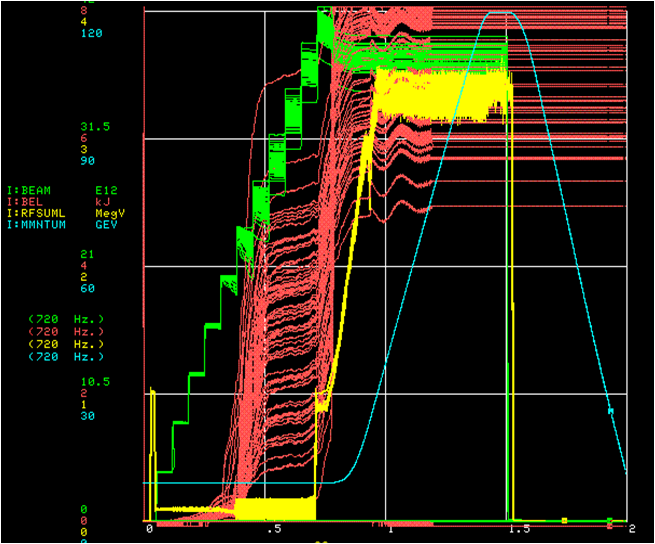 8
4
120
31.5
6
3
90
I:BEAM E12
I:BEL kJ
I:RFSUML MegV
I:MMNTUM GEV
21
4
2
60
(720 Hz.)
(720 Hz.)
(720 Hz.)
(720 Hz.)
10.5
2
1
30
0
0
0
0 .5 1 1.5 2